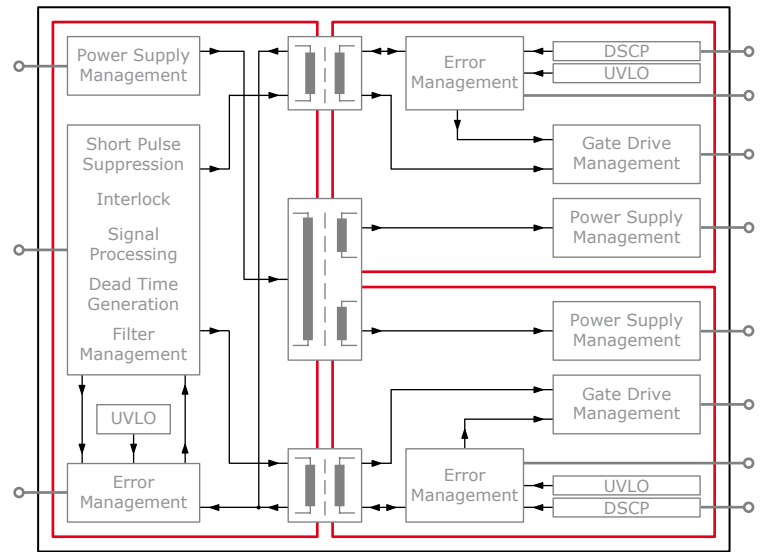 Power Supply
Management
Short Pulse
Suppression
Interlock
Signal
Processing
Dead Time
Generation
Filter
Management
UVLO
Error
Management
Error
Management
DSCP
UVLO
Gate Drive
Management
Power Supply
Management
Power Supply
Management
Gate Drive
Management
Error
Management
UVLO
DSCP